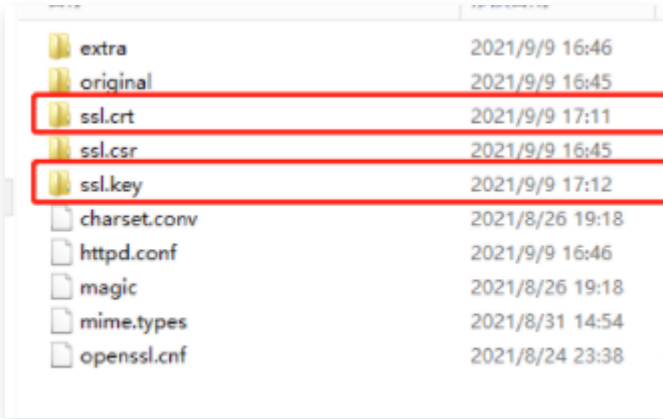 extra 2021/9/9 16:46
original 2021/9/9 16:45
ssl.crt 2021/9/9 17:11
ssl.csr 2021/9/9 16:45
ssl.key 2021/9/9 17:12
charset.conv 2021/8/26 19:18
httpd.conf 2021/9/9 16:46
magic 2021/8/26 19:18
mime.types 2021/8/31 14:54
openssl.cnf 2021/8/24 23:38